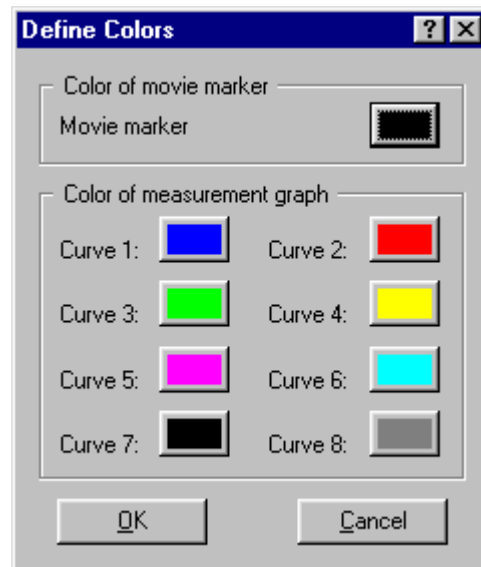 Define Colors ? ×
Color of movie marker
Movie marker
Color of measurement graph
Curve 1: Curve 2:
Curve 3: Curve 4:
Curve 5: Curve 6:
Curve 7: Curve 8:
OK Cancel